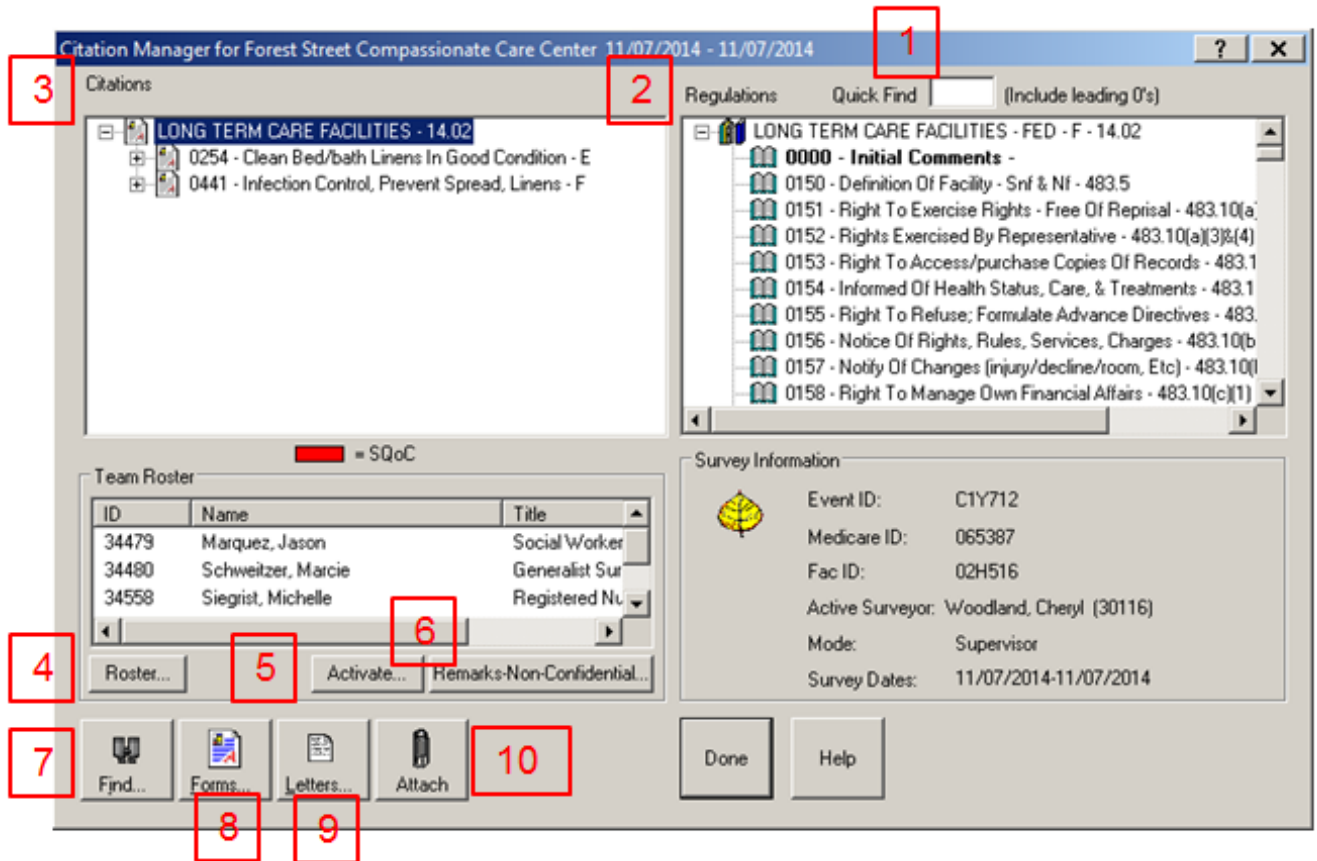 1
Citation Manager for Forest Street Compassionate Care Center 11/07/2014 - 11/07/2014
? X
3
Citations
2
Regulations Quick Find (Include leading 0's)
LONG TERM CARE FACILITIES - 14.02
0254 - Clean Bed/bath Linens In Good Condition - E
0441 - Infection Control, Prevent Spread, Linens - F
LONG TERM CARE FACILITIES - FED - F - 14.02
0000 - Initial Comments -
0150 - Definition Of Facility - Snf & Nf - 483.5
0151 - Right To Exercise Rights - Free Of Reprisal - 483.10(a)
0152 - Rights Exercised By Representative - 483.10(a)(3)&(4)
0153 - Right To Access/purchase Copies Of Records - 483.1
0154 - Informed Of Health Status, Care, & Treatments - 483.1
0155 - Right To Refuse; Formulate Advance Directives - 483.
0156 - Notice Of Rights, Rules, Services, Charges - 483.10(b
0157 - Notify Of Changes (injury/decline/room, Etc) - 483.10(
0158 - Right To Manage Own Financial Affairs - 483.10(c)(1)
= SQoC
Team Roster
ID Name Title
34479 Marquez, Jason Social Worker
34480 Schweitzer, Marcie Generalist Sur
34558 Siegrist, Michelle Registered Nu
4
5
6
Roster... Activate... Remarks-Non-Confidential...
Survey Information
Event ID: C1Y712
Medicare ID: 065387
Fac ID: 02H516
Active Surveyor: Woodland, Cheryl (30116)
Mode: Supervisor
Survey Dates: 11/07/2014-11/07/2014
7
Find... Forms... Letters... Attach
10
Done Help
8
9